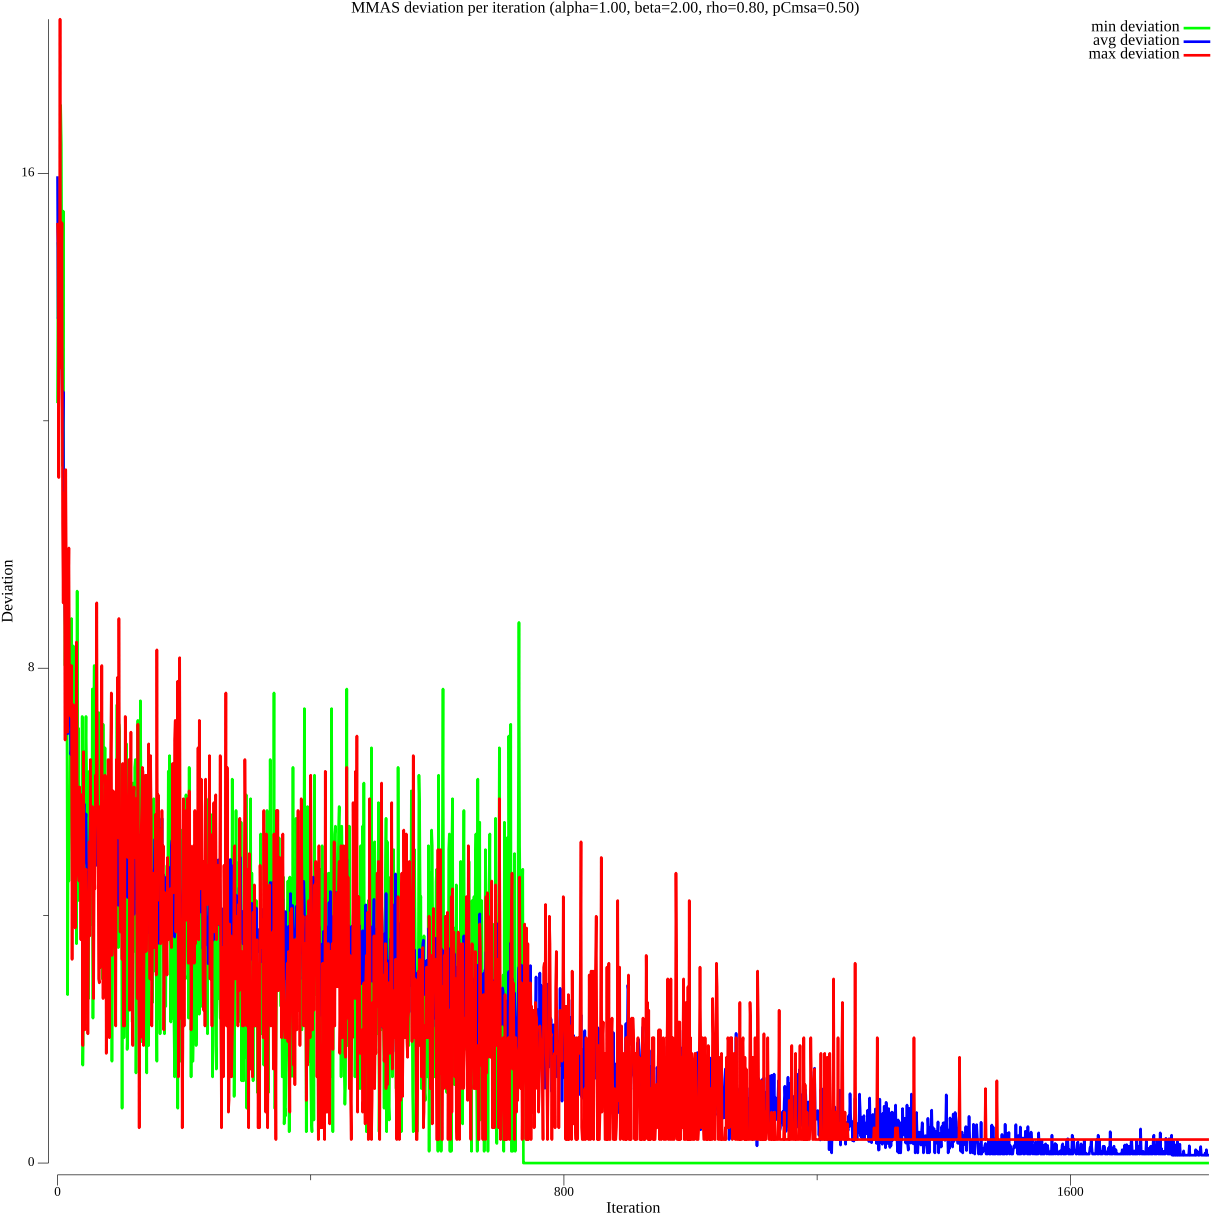 MMAS deviation per iteration (alpha=1.00, beta=2.00, rho=0.80, pCmsa=0.50)
min deviation
avg deviation
max deviation
16
8
0
Deviation
0
800
1600
Iteration